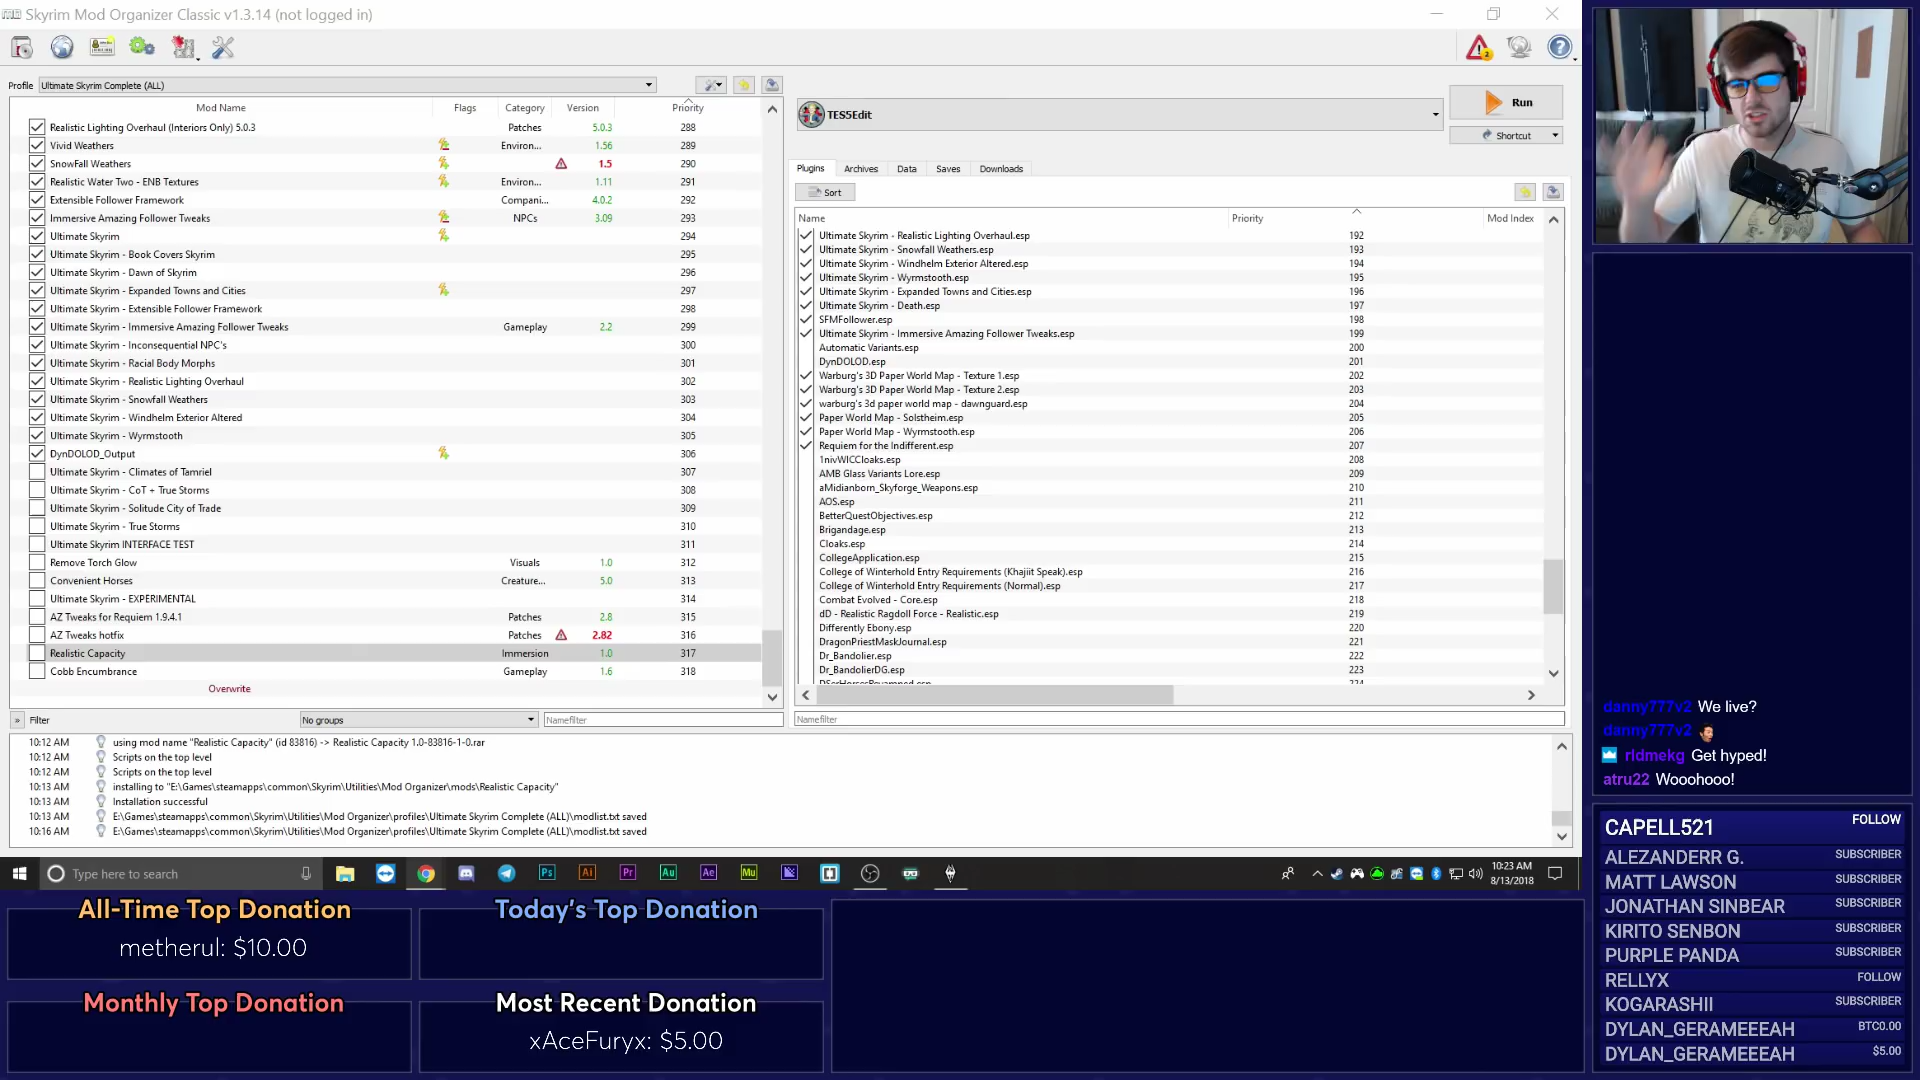 Skyrim Mod Organizer Classic v1.3.14 (not logged in)
Profile
Ultimate Skyrim Complete (ALL)
Mod Name Flags Category Version Priority
Realistic Lighting Overhaul (Interiors Only) 5.0.3 Patches 5.0.3 288
Vivid Weathers Environ... 1.56 289
SnowFall Weathers 1.5 290
Realistic Water Two - ENB Textures Environ... 1.11 291
Extensible Follower Framework Compani... 4.0.2 292
Immersive Amazing Follower Tweaks NPCs 3.09 293
Ultimate Skyrim 294
Ultimate Skyrim - Book Covers Skyrim 295
Ultimate Skyrim - Dawn of Skyrim 296
Ultimate Skyrim - Expanded Towns and Cities 297
Ultimate Skyrim - Extensible Follower Framework 298
Ultimate Skyrim - Immersive Amazing Follower Tweaks Gameplay 2.2 299
Ultimate Skyrim - Inconsequential NPC's 300
Ultimate Skyrim - Racial Body Morphs 301
Ultimate Skyrim - Realistic Lighting Overhaul 302
Ultimate Skyrim - Snowfall Weathers 303
Ultimate Skyrim - Windhelm Exterior Altered 304
Ultimate Skyrim - Wyrmstooth 305
DynDOLOD_Output 306
Ultimate Skyrim - Climates of Tamriel 307
Ultimate Skyrim - CoT + True Storms 308
Ultimate Skyrim - Solitude City of Trade 309
Ultimate Skyrim - True Storms 310
Ultimate Skyrim INTERFACE TEST 311
Remove Torch Glow Visuals 1.0 312
Convenient Horses Creature... 5.0 313
Ultimate Skyrim - EXPERIMENTAL 314
AZ Tweaks for Requiem 1.9.4.1 Patches 2.8 315
AZ Tweaks hotfix Patches 2.82 316
Realistic Capacity Immersion 1.0 317
Cobb Encumbrance Gameplay 1.6 318
Overwrite
» Filter No groups Namefilter
TES5Edit
Run
Shortcut
Plugins Archives Data Saves Downloads
Sort
Name Priority Mod Index
Ultimate Skyrim - Realistic Lighting Overhaul.esp 192
Ultimate Skyrim - Snowfall Weathers.esp 193
Ultimate Skyrim - Windhelm Exterior Altered.esp 194
Ultimate Skyrim - Wyrmstooth.esp 195
Ultimate Skyrim - Expanded Towns and Cities.esp 196
Ultimate Skyrim - Death.esp 197
SFMFollower.esp 198
Ultimate Skyrim - Immersive Amazing Follower Tweaks.esp 199
Automatic Variants.esp 200
DynDOLOD.esp 201
Warburg's 3D Paper World Map - Texture 1.esp 202
Warburg's 3D Paper World Map - Texture 2.esp 203
warburg's 3d paper world map - dawnguard.esp 204
Paper World Map - Solstheim.esp 205
Paper World Map - Wyrmstooth.esp 206
Requiem for the Indifferent.esp 207
1nivWICCloaks.esp 208
AMB Glass Variants Lore.esp 209
aMidianborn_Skyforge_Weapons.esp 210
AOS.esp 211
BetterQuestObjectives.esp 212
Brigandage.esp 213
Cloaks.esp 214
CollegeApplication.esp 215
College of Winterhold Entry Requirements (Khajiit Speak).esp 216
College of Winterhold Entry Requirements (Normal).esp 217
Combat Evolved - Core.esp 218
dD - Realistic Ragdoll Force - Realistic.esp 219
Differently Ebony.esp 220
DragonPriestMaskJournal.esp 221
Dr_Bandolier.esp 222
Dr_BandolierDG.esp 223
Namefilter
10:12 AM using mod name "Realistic Capacity" (id 83816) -> Realistic Capacity 1.0-83816-1-0.rar
10:12 AM Scripts on the top level
10:12 AM Scripts on the top level
10:13 AM installing to "E:\Games\steamapps\common\Skyrim\Utilities\Mod Organizer\mods\Realistic Capacity"
10:13 AM Installation successful
10:13 AM E:\Games\steamapps\common\Skyrim\Utilities\Mod Organizer\profiles\Ultimate Skyrim Complete (ALL)\modlist.txt saved
10:16 AM E:\Games\steamapps\common\Skyrim\Utilities\Mod Organizer\profiles\Ultimate Skyrim Complete (ALL)\modlist.txt saved
Type here to search
Ps Ai Pr Au Ae Mu
10:23 AM
8/13/2018
danny777v2 We live?
danny777v2
rldmekg Get hyped!
atru22 Wooohooo!
CAPELL521 FOLLOW
ALEZANDERR G. SUBSCRIBER
MATT LAWSON SUBSCRIBER
JONATHAN SINBEAR SUBSCRIBER
KIRITO SENBON SUBSCRIBER
PURPLE PANDA SUBSCRIBER
RELLYX FOLLOW
KOGARASHII SUBSCRIBER
DYLAN_GERAMEEEAH BTC0.00
DYLAN_GERAMEEEAH $5.00
All-Time Top Donation
metherul: $10.00
Today's Top Donation
Monthly Top Donation
Most Recent Donation
xAceFuryx: $5.00